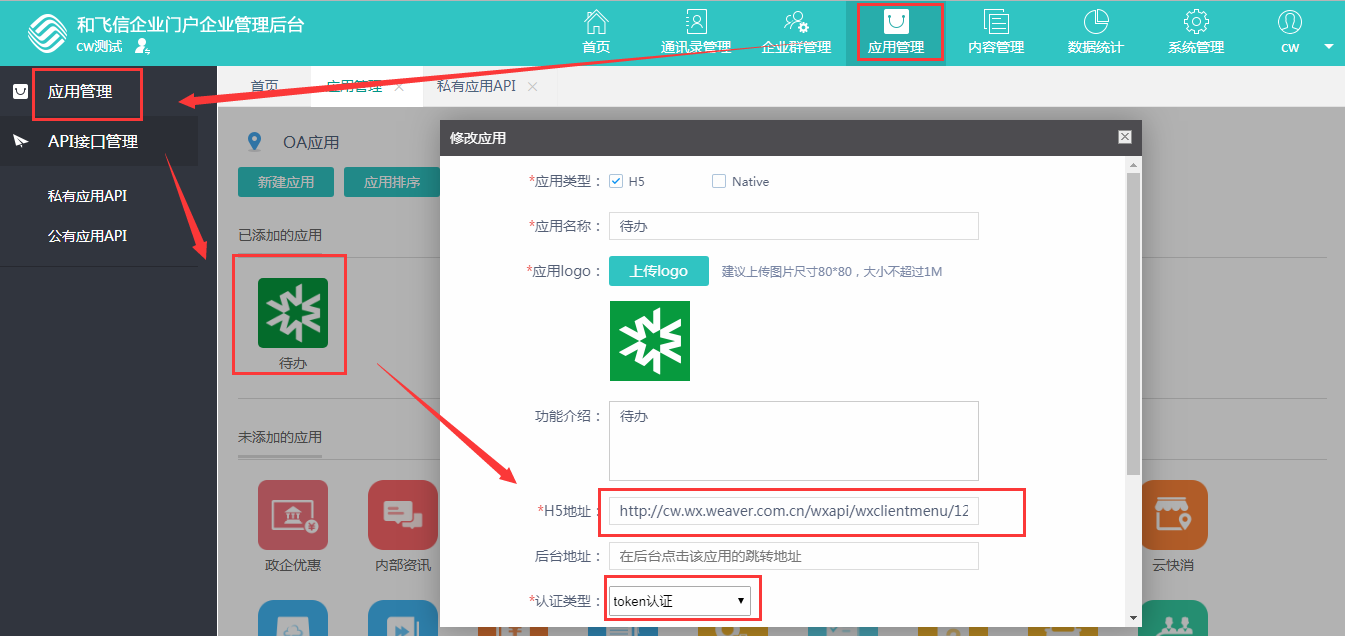 和飞信企业门户企业管理后台
cw测试
首页
通讯录管理
企业群管理
应用管理
内容管理
数据统计
系统管理
cw
应用管理
API接口管理
私有应用API
公有应用API
首页
应用管理
私有应用API
OA应用
新建应用
应用排序
已添加的应用
待办
未添加的应用
政企优惠
内部资讯
云快消
修改应用
*应用类型：
H5
Native
*应用名称：
待办
*应用logo：
上传logo
建议上传图片尺寸80*80，大小不超过1M
功能介绍：
待办
*H5地址：
http://cw.wx.weaver.com.cn/wxapi/wxclientmenu/12
后台地址：
在后台点击该应用的跳转地址
*认证类型：
token认证